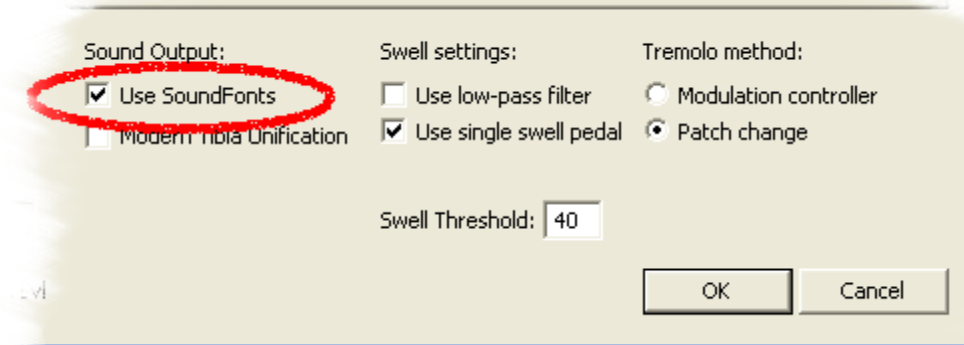 Sound Output:
Swell settings:
Tremolo method:
Use SoundFonts
Use low-pass filter
Modulation controller
Modern Tibia Unification
Use single swell pedal
Patch change
Swell Threshold: 40
OK
Cancel